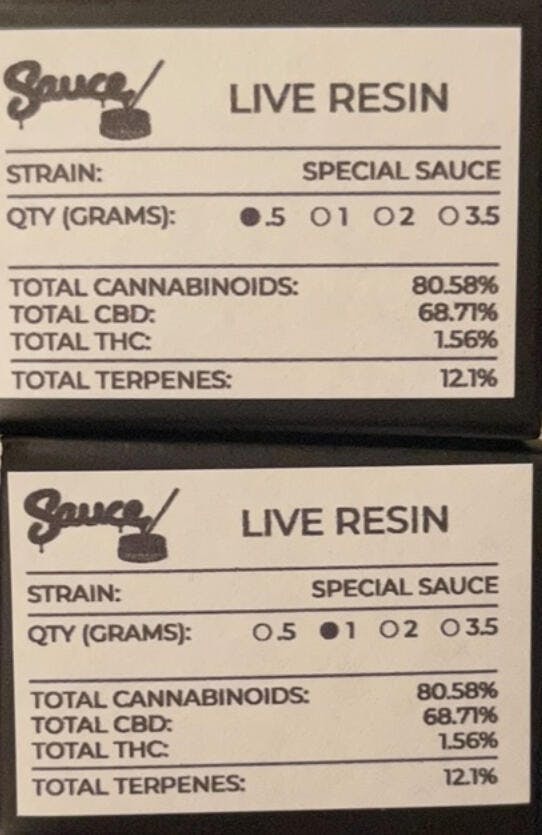 Sauce LIVE RESIN
STRAIN: SPECIAL SAUCE
QTY (GRAMS): ●.5 ○1 ○2 ○3.5
TOTAL CANNABINOIDS: 80.58%
TOTAL CBD: 68.71%
TOTAL THC: 1.56%
TOTAL TERPENES: 12.1%
Sauce LIVE RESIN
STRAIN: SPECIAL SAUCE
QTY (GRAMS): ○.5 ●1 ○2 ○3.5
TOTAL CANNABINOIDS: 80.58%
TOTAL CBD: 68.71%
TOTAL THC: 1.56%
TOTAL TERPENES: 12.1%